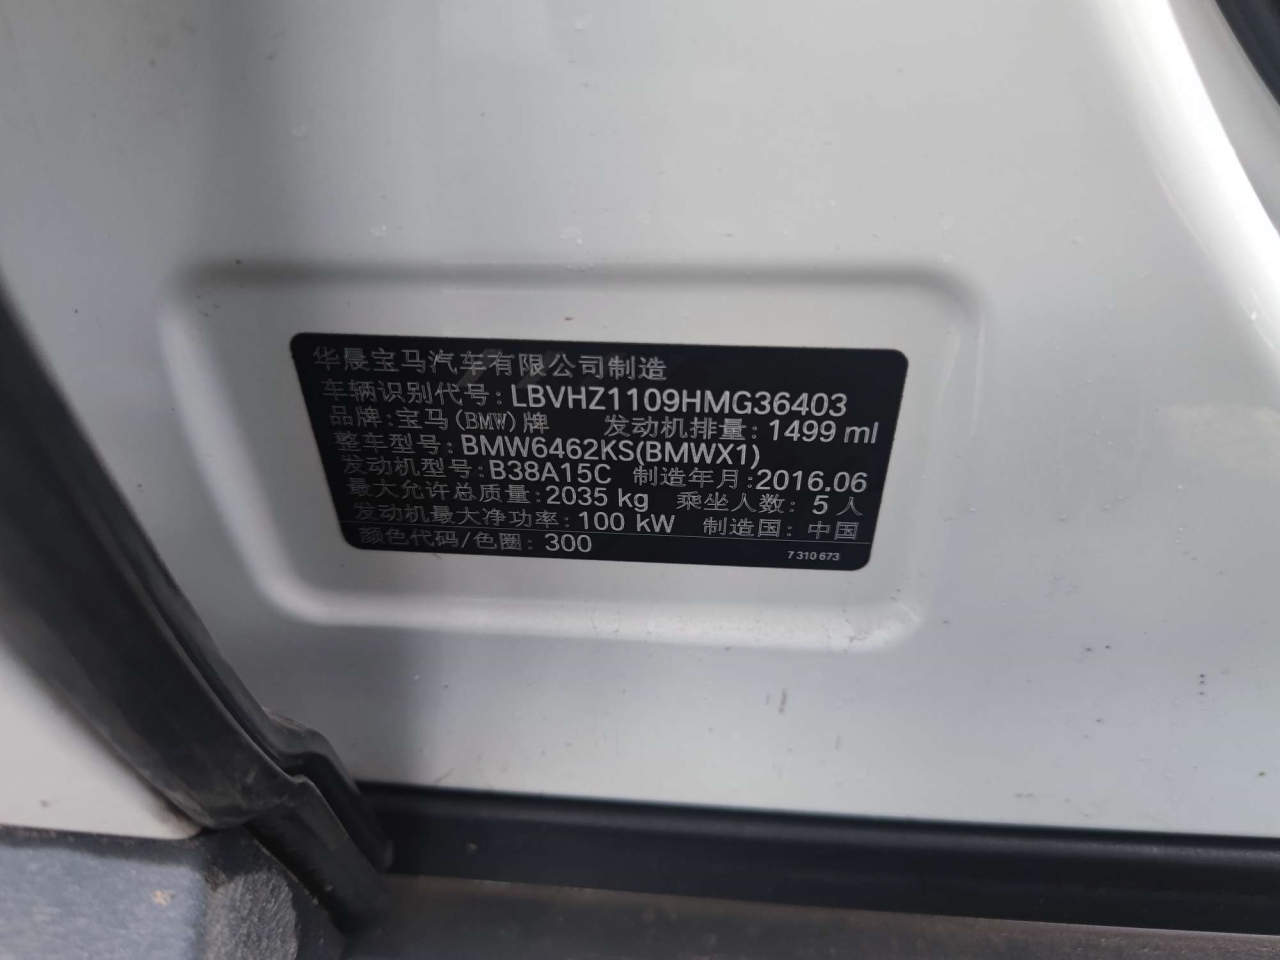 华晨宝马汽车有限公司制造
车辆识别代号: LBVHZ1109HMG36403
品牌: 宝马(BMW)牌 发动机排量: 1499 ml
整车型号: BMW6462KS(BMWX1)
发动机型号: B38A15C 制造年月: 2016.06
最大允许总质量: 2035 kg 乘坐人数: 5 人
发动机最大净功率: 100 kW 制造国: 中国
颜色代码/色圈: 300 7 310 673